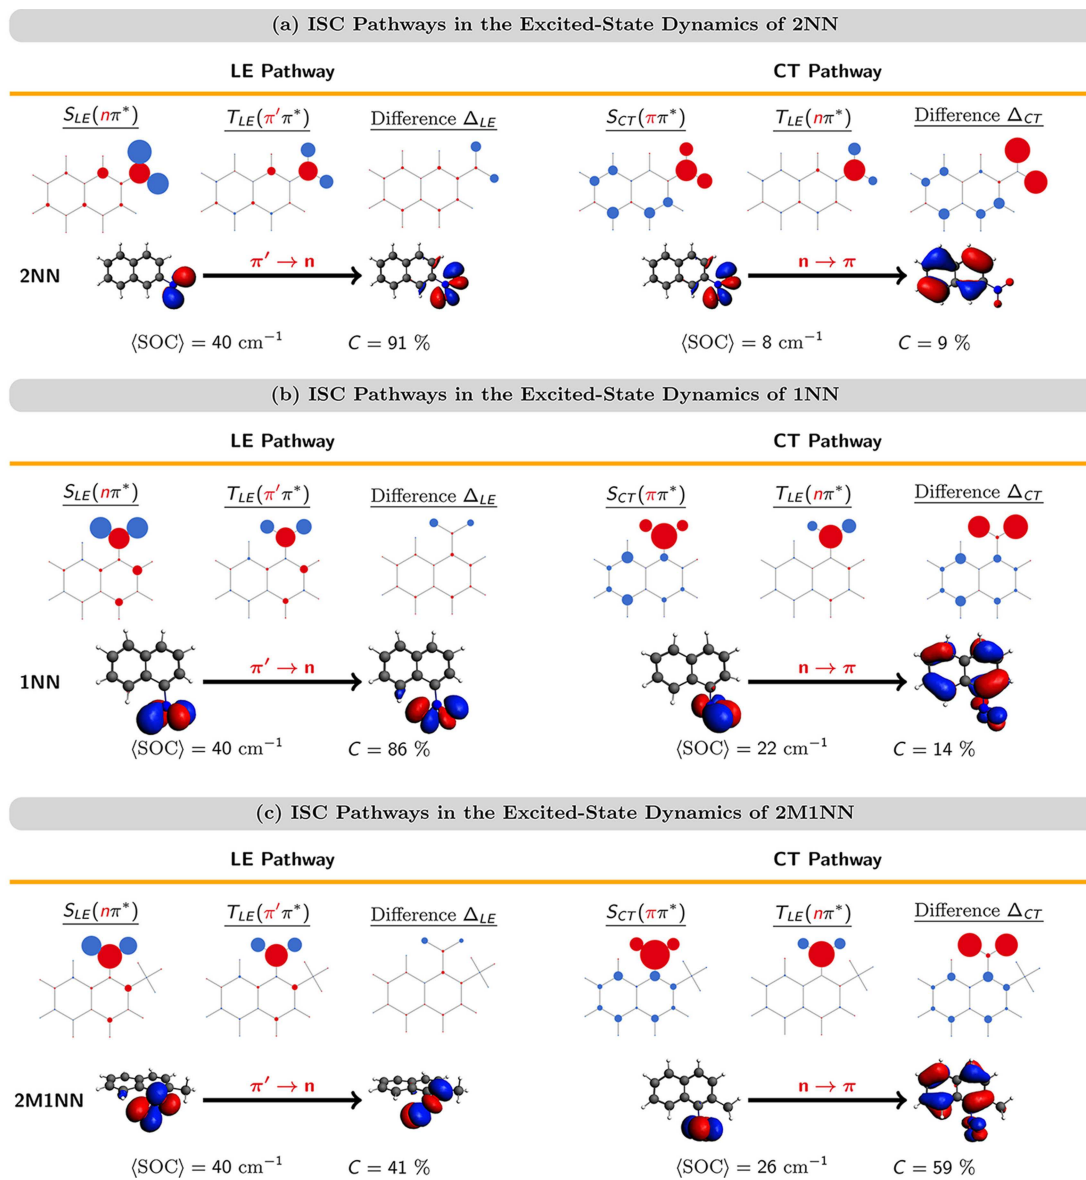 (a) ISC Pathways in the Excited-State Dynamics of 2NN
LE Pathway CT Pathway
S_LE(nπ*) T_LE(π′π*) Difference Δ_LE S_CT(ππ*) T_LE(nπ*) Difference Δ_CT
2NN π′ → n n → π
⟨SOC⟩ = 40 cm⁻¹ C = 91 % ⟨SOC⟩ = 8 cm⁻¹ C = 9 %
(b) ISC Pathways in the Excited-State Dynamics of 1NN
LE Pathway CT Pathway
S_LE(nπ*) T_LE(π′π*) Difference Δ_LE S_CT(ππ*) T_LE(nπ*) Difference Δ_CT
1NN π′ → n n → π
⟨SOC⟩ = 40 cm⁻¹ C = 86 % ⟨SOC⟩ = 22 cm⁻¹ C = 14 %
(c) ISC Pathways in the Excited-State Dynamics of 2M1NN
LE Pathway CT Pathway
S_LE(nπ*) T_LE(π′π*) Difference Δ_LE S_CT(ππ*) T_LE(nπ*) Difference Δ_CT
2M1NN π′ → n n → π
⟨SOC⟩ = 40 cm⁻¹ C = 41 % ⟨SOC⟩ = 26 cm⁻¹ C = 59 %